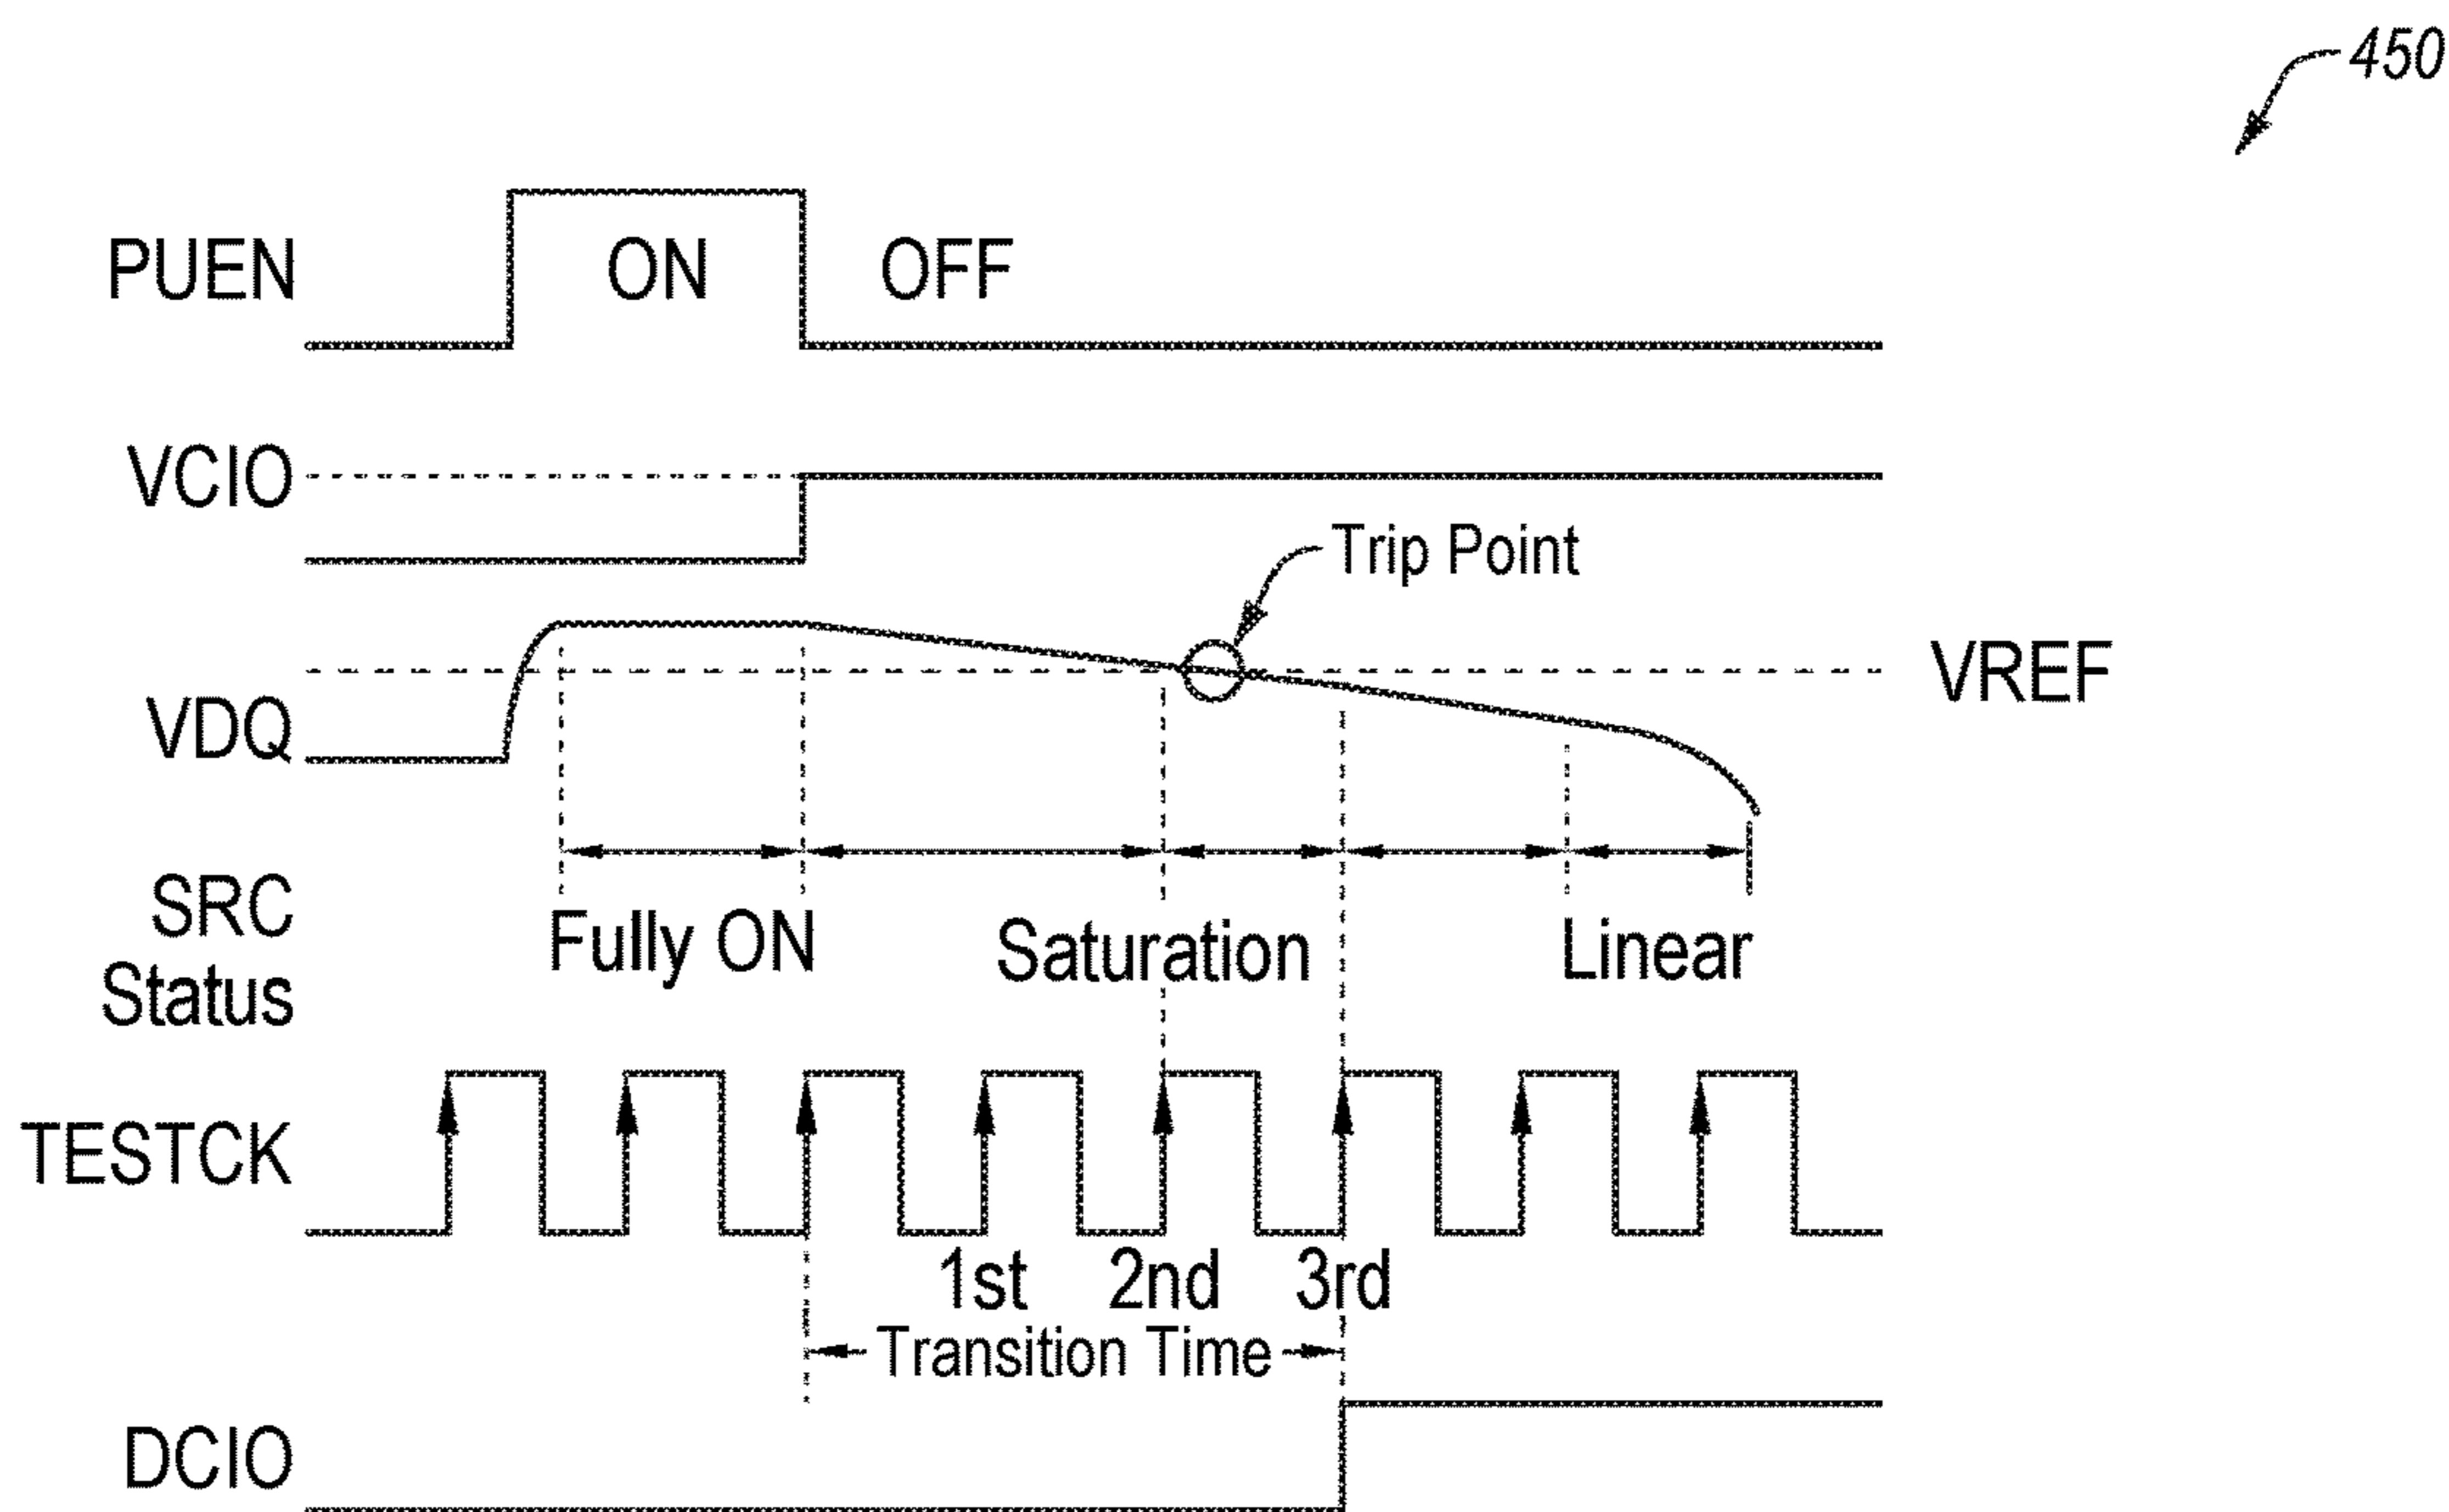 450
PUEN
ON
OFF
VCIO
Trip Point
VREF
VDQ
SRC
Status
Fully ON
Saturation
Linear
TESTCK
1st
2nd
3rd
Transition Time
DCIO